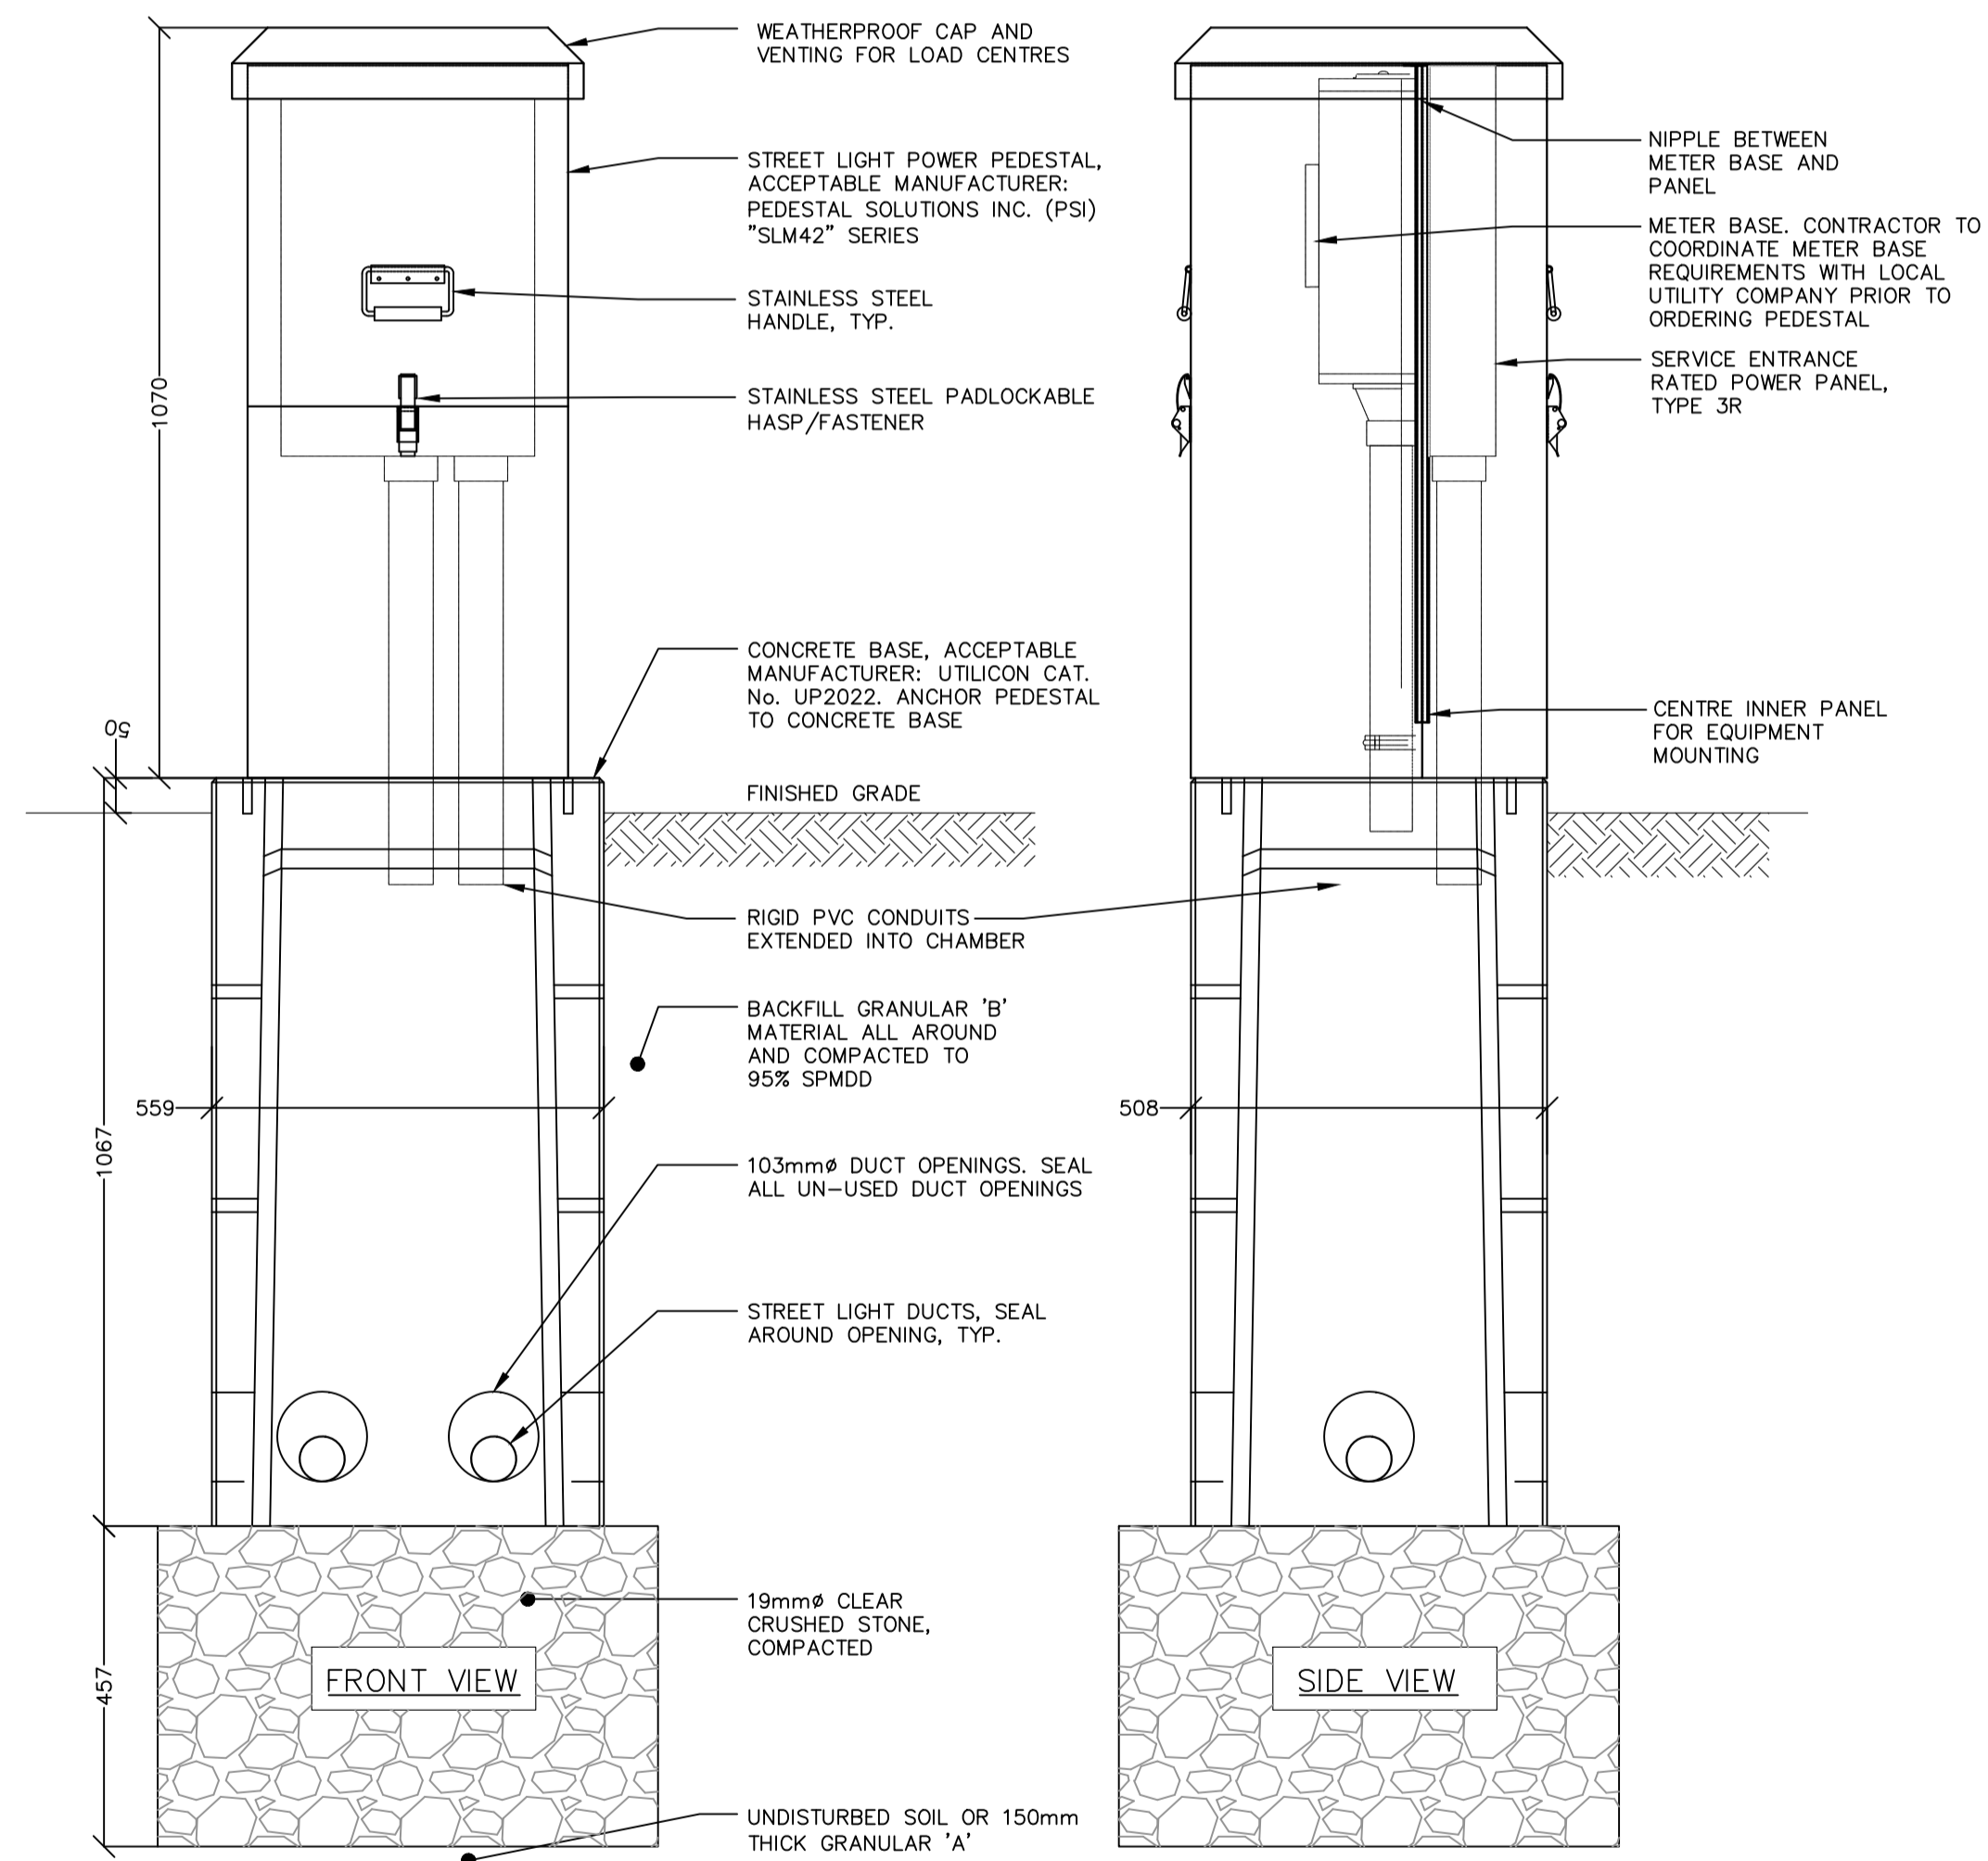 WEATHERPROOF CAP AND
VENTING FOR LOAD CENTRES
STREET LIGHT POWER PEDESTAL,
ACCEPTABLE MANUFACTURER:
PEDESTAL SOLUTIONS INC. (PSI)
"SLM42" SERIES
STAINLESS STEEL
HANDLE, TYP.
STAINLESS STEEL PADLOCKABLE
HASP/FASTENER
CONCRETE BASE, ACCEPTABLE
MANUFACTURER: UTILICON CAT.
No. UP2022. ANCHOR PEDESTAL
TO CONCRETE BASE
FINISHED GRADE
RIGID PVC CONDUITS
EXTENDED INTO CHAMBER
BACKFILL GRANULAR 'B'
MATERIAL ALL AROUND
AND COMPACTED TO
95% SPMDD
103mmø DUCT OPENINGS. SEAL
ALL UN-USED DUCT OPENINGS
STREET LIGHT DUCTS, SEAL
AROUND OPENING, TYP.
19mmø CLEAR
CRUSHED STONE,
COMPACTED
UNDISTURBED SOIL OR 150mm
THICK GRANULAR 'A'
1070
50
1067
559
457
FRONT VIEW
NIPPLE BETWEEN
METER BASE AND
PANEL
METER BASE. CONTRACTOR TO
COORDINATE METER BASE
REQUIREMENTS WITH LOCAL
UTILITY COMPANY PRIOR TO
ORDERING PEDESTAL
SERVICE ENTRANCE
RATED POWER PANEL,
TYPE 3R
CENTRE INNER PANEL
FOR EQUIPMENT
MOUNTING
508
SIDE VIEW